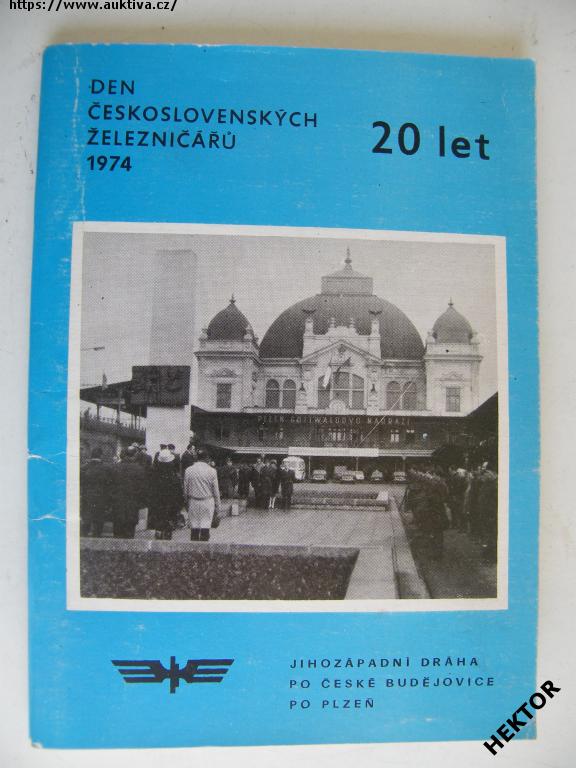 https://www.auktiva.cz/
DEN
ČESKOSLOVENSKÝCH
ŽELEZNIČÁŘŮ
1974
20 let
PLZEŇ GOTTWALDOVO NÁDRAŽÍ
JIHOZÁPADNÍ DRÁHA
PO ČESKÉ BUDĚJOVICE
PO PLZEŇ
HEKTOR